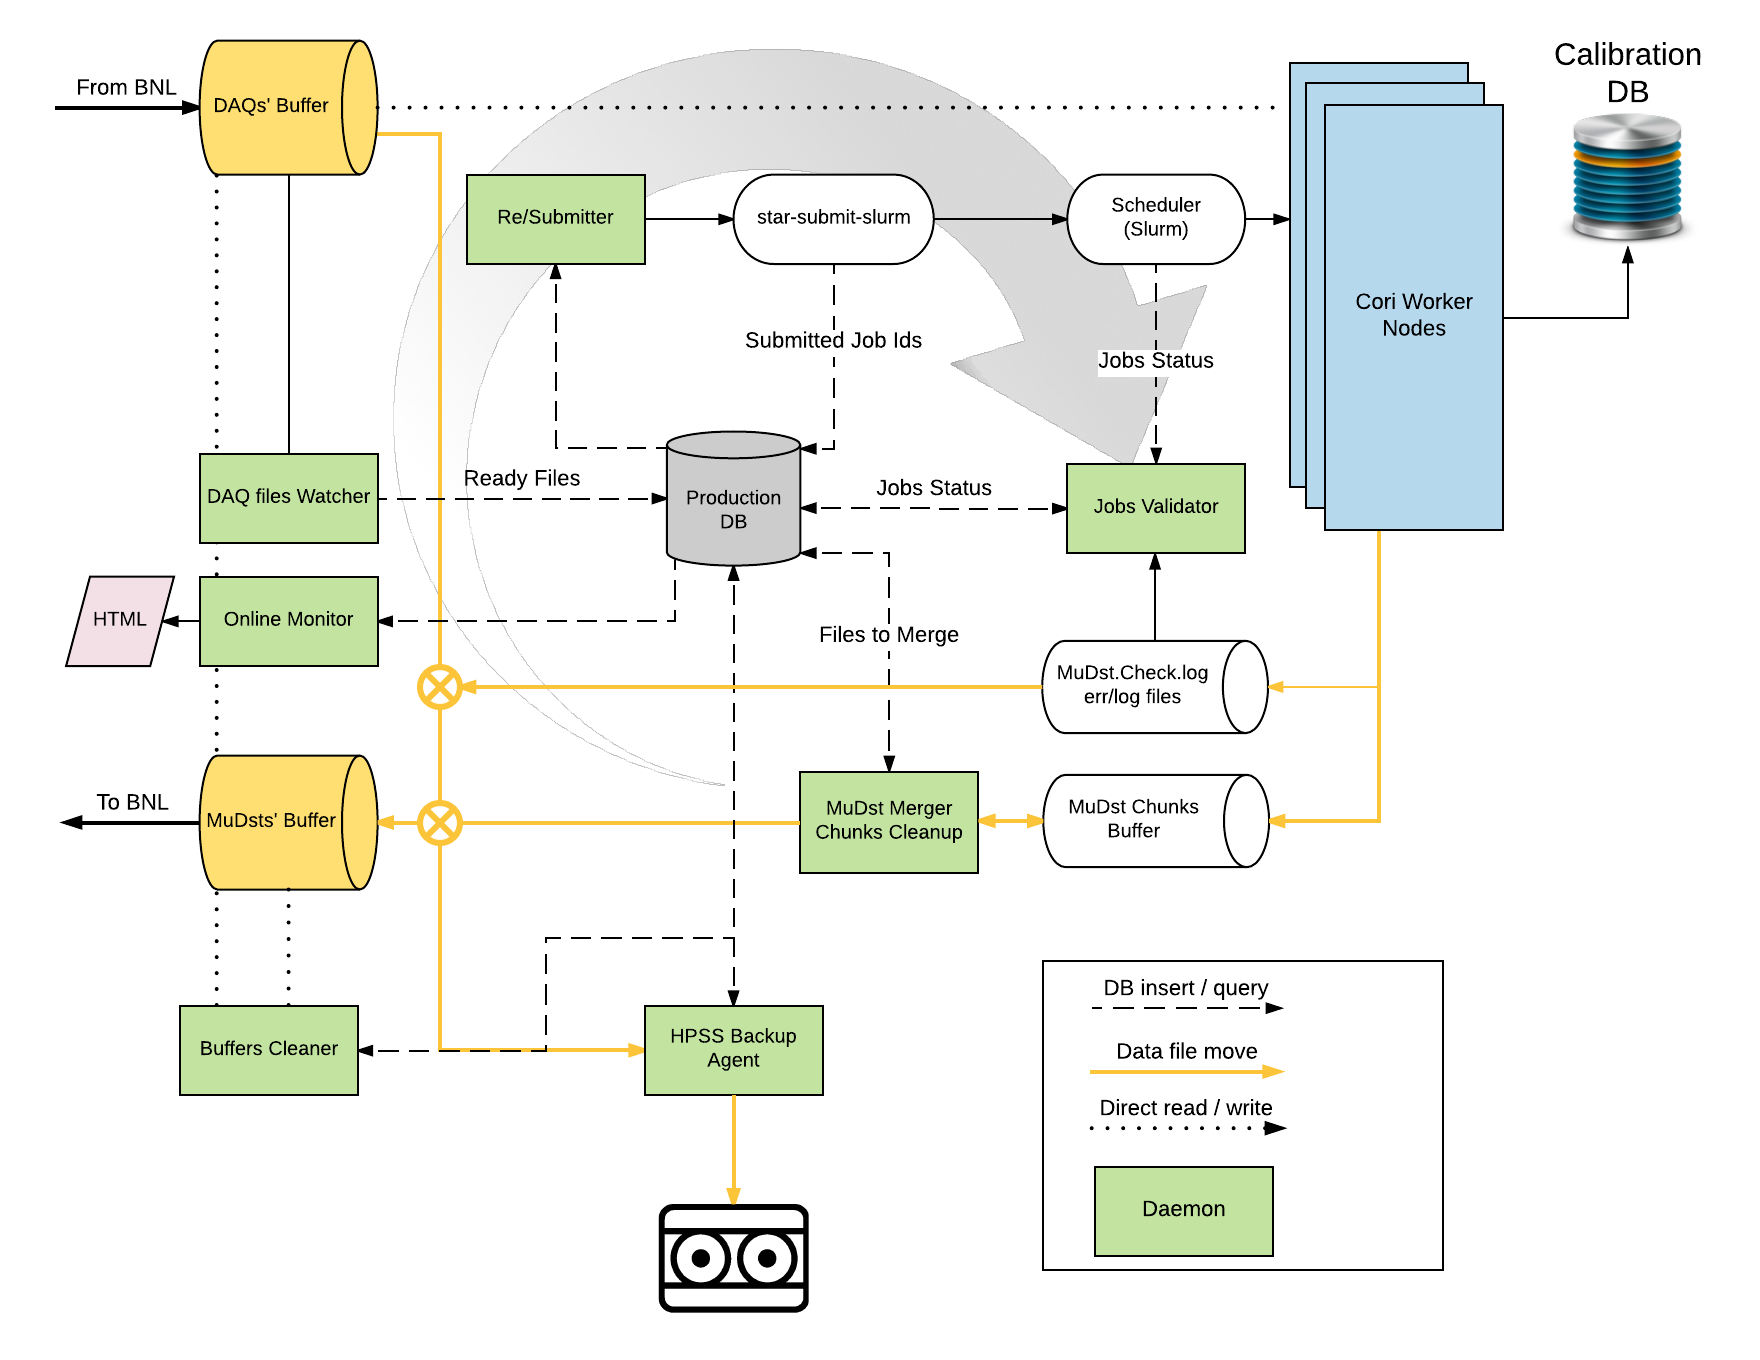 Calibration
DB
From BNL
DAQs' Buffer
Re/Submitter
star-submit-slurm
Scheduler
(Slurm)
Cori Worker
Nodes
Submitted Job Ids
Jobs Status
DAQ files Watcher
Ready Files
Production
DB
Jobs Status
Jobs Validator
HTML
Online Monitor
Files to Merge
MuDst.Check.log
err/log files
To BNL
MuDsts' Buffer
MuDst Merger
Chunks Cleanup
MuDst Chunks
Buffer
Buffers Cleaner
HPSS Backup
Agent
DB insert / query
Data file move
Direct read / write
Daemon